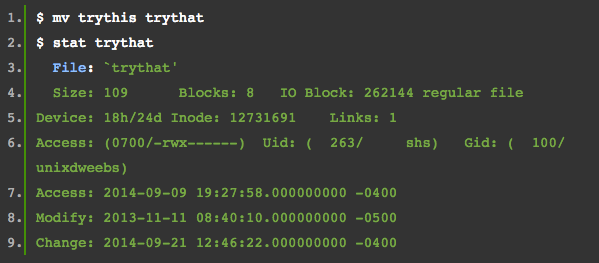 1. $ mv trythis trythat
2. $ stat trythat
3. File: `trythat'
4. Size: 109 Blocks: 8 IO Block: 262144 regular file
5. Device: 18h/24d Inode: 12731691 Links: 1
6. Access: (0700/-rwx------) Uid: ( 263/ shs) Gid: ( 100/
unixdweebs)
7. Access: 2014-09-09 19:27:58.000000000 -0400
8. Modify: 2013-11-11 08:40:10.000000000 -0500
9. Change: 2014-09-21 12:46:22.000000000 -0400